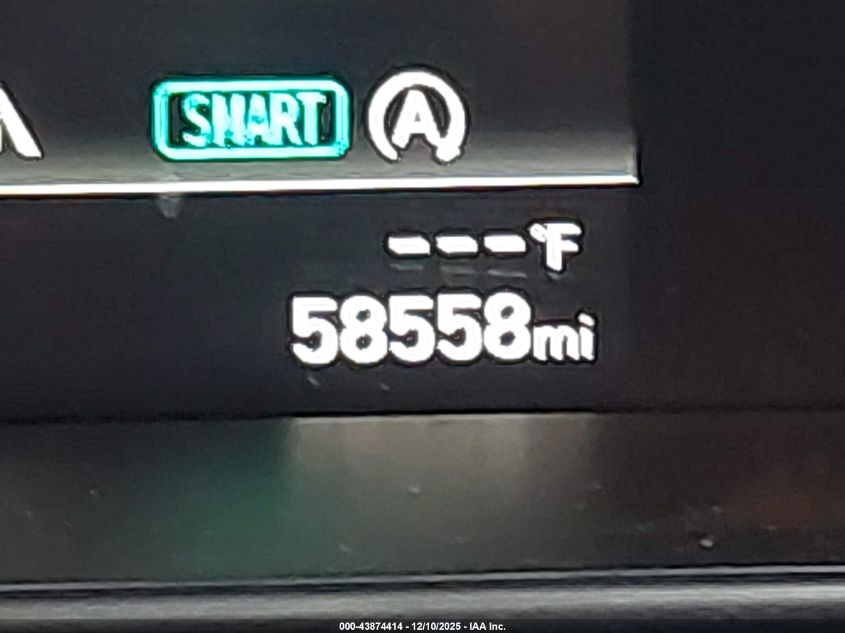 SMART A
---°F
58558mi
000-43874414 - 12/10/2025 - IAA Inc.